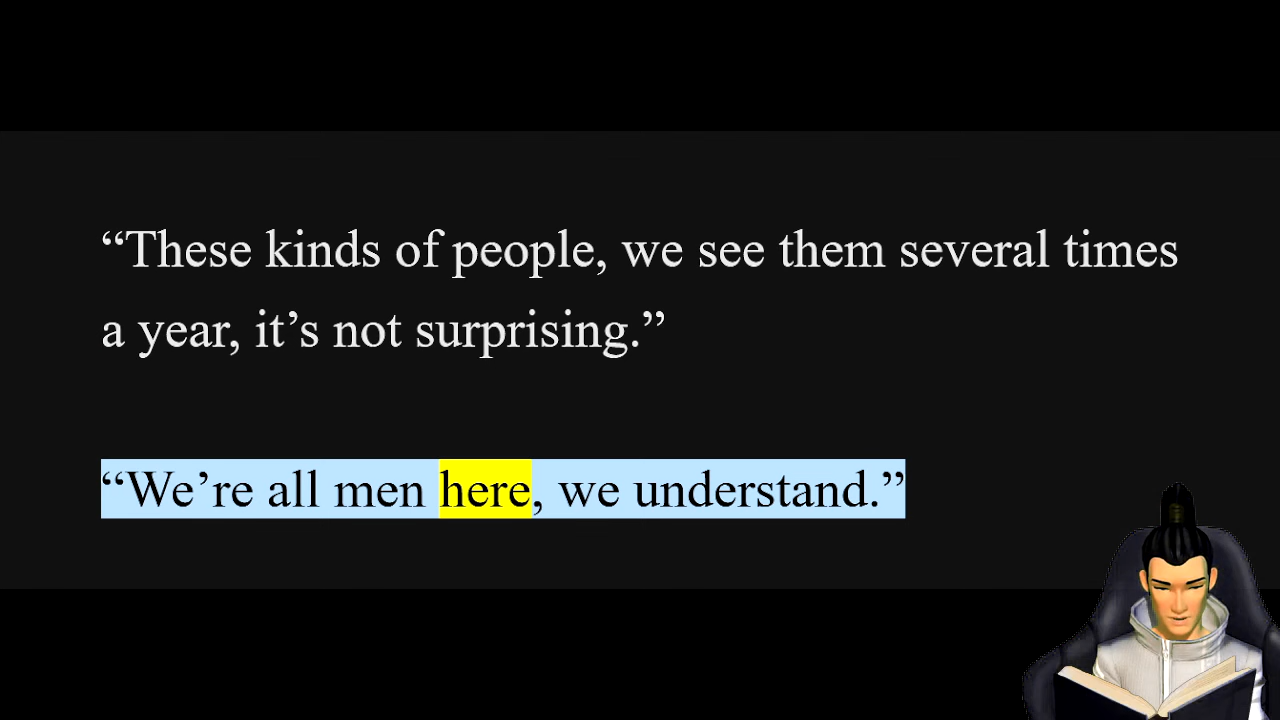 “These kinds of people, we see them several times
a year, it’s not surprising.”
“We’re all men here, we understand.”